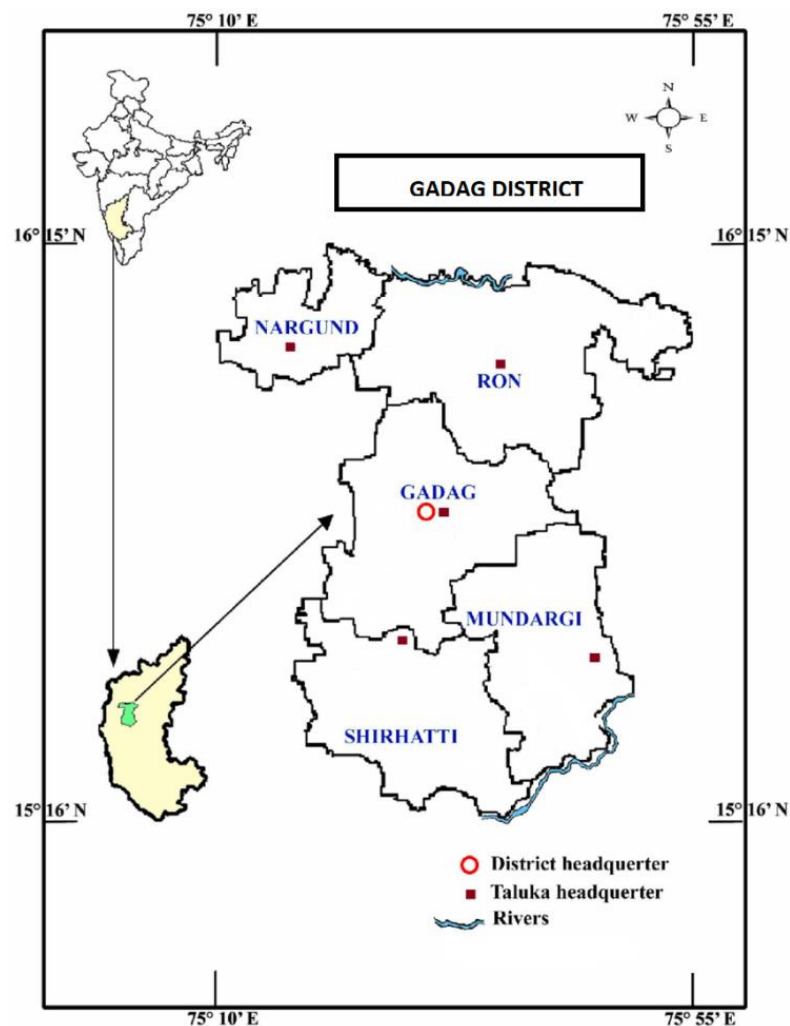 75° 10' E 75° 55' E
N
W E
S
GADAG DISTRICT
16° 15' N 16° 15' N
NARGUND
RON
GADAG
MUNDARGI
SHIRHATTI
15° 16' N 15° 16' N
District headquerter
Taluka headquerter
Rivers
75° 10' E 75° 55' E